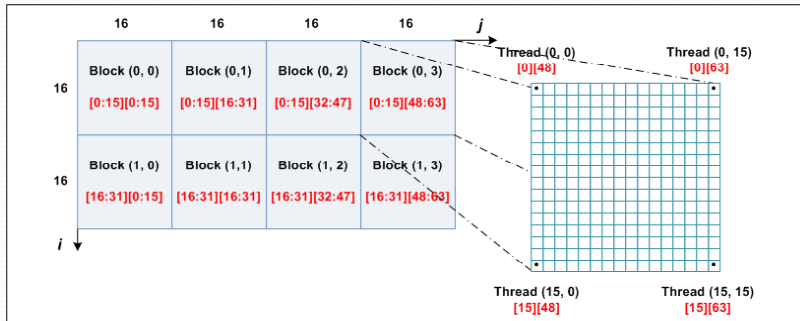 16 16 16 16
j
16
Block (0, 0) Block (0,1) Block (0, 2) Block (0, 3)
[0:15][0:15] [0:15][16:31] [0:15][32:47] [0:15][48:63]
16
Block (1, 0) Block (1,1) Block (1, 2) Block (1, 3)
[16:31][0:15] [16:31][16:31] [16:31][32:47] [16:31][48:63]
i
Thread (0, 0) Thread (0, 15)
[0][48] [0][63]
Thread (15, 0) Thread (15, 15)
[15][48] [15][63]